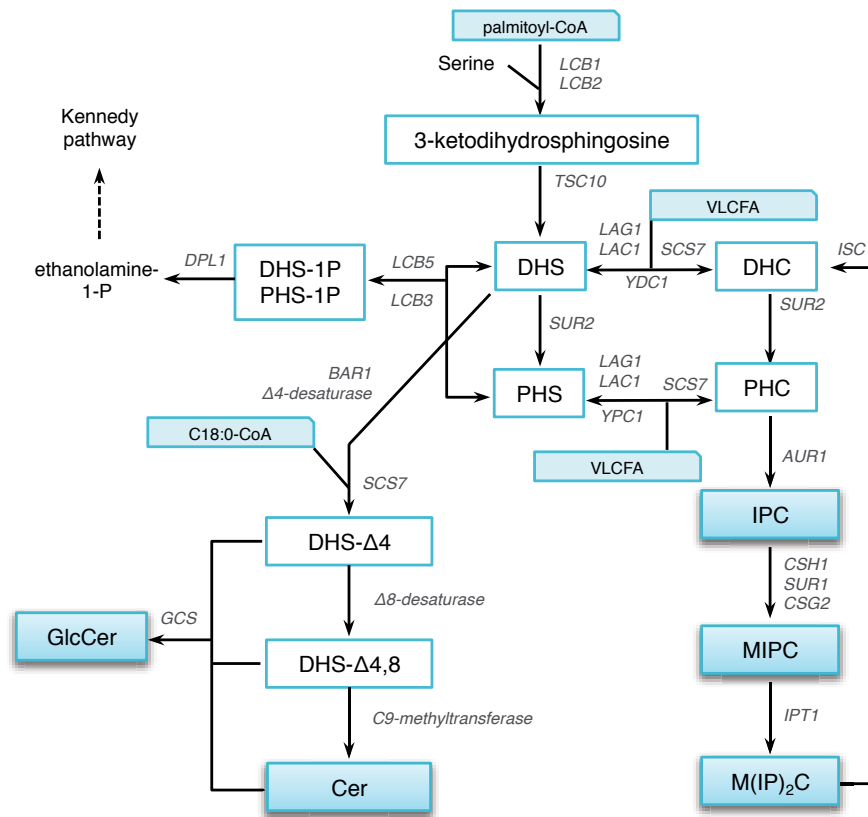 palmitoyl-CoA
Serine
LCB1
LCB2
Kennedy
pathway
3-ketodihydrosphingosine
TSC10
VLCFA
LAG1
LAC1
SCS7
ISC
ethanolamine-
1-P
DPL1
DHS-1P
PHS-1P
LCB5
LCB3
DHS
YDC1
DHC
SUR2
SUR2
BAR1
Δ4-desaturase
PHS
LAG1
LAC1
SCS7
YPC1
PHC
C18:0-CoA
VLCFA
AUR1
SCS7
IPC
DHS-Δ4
CSH1
SUR1
CSG2
Δ8-desaturase
GCS
GlcCer
DHS-Δ4,8
MIPC
C9-methyltransferase
IPT1
Cer
M(IP)₂C